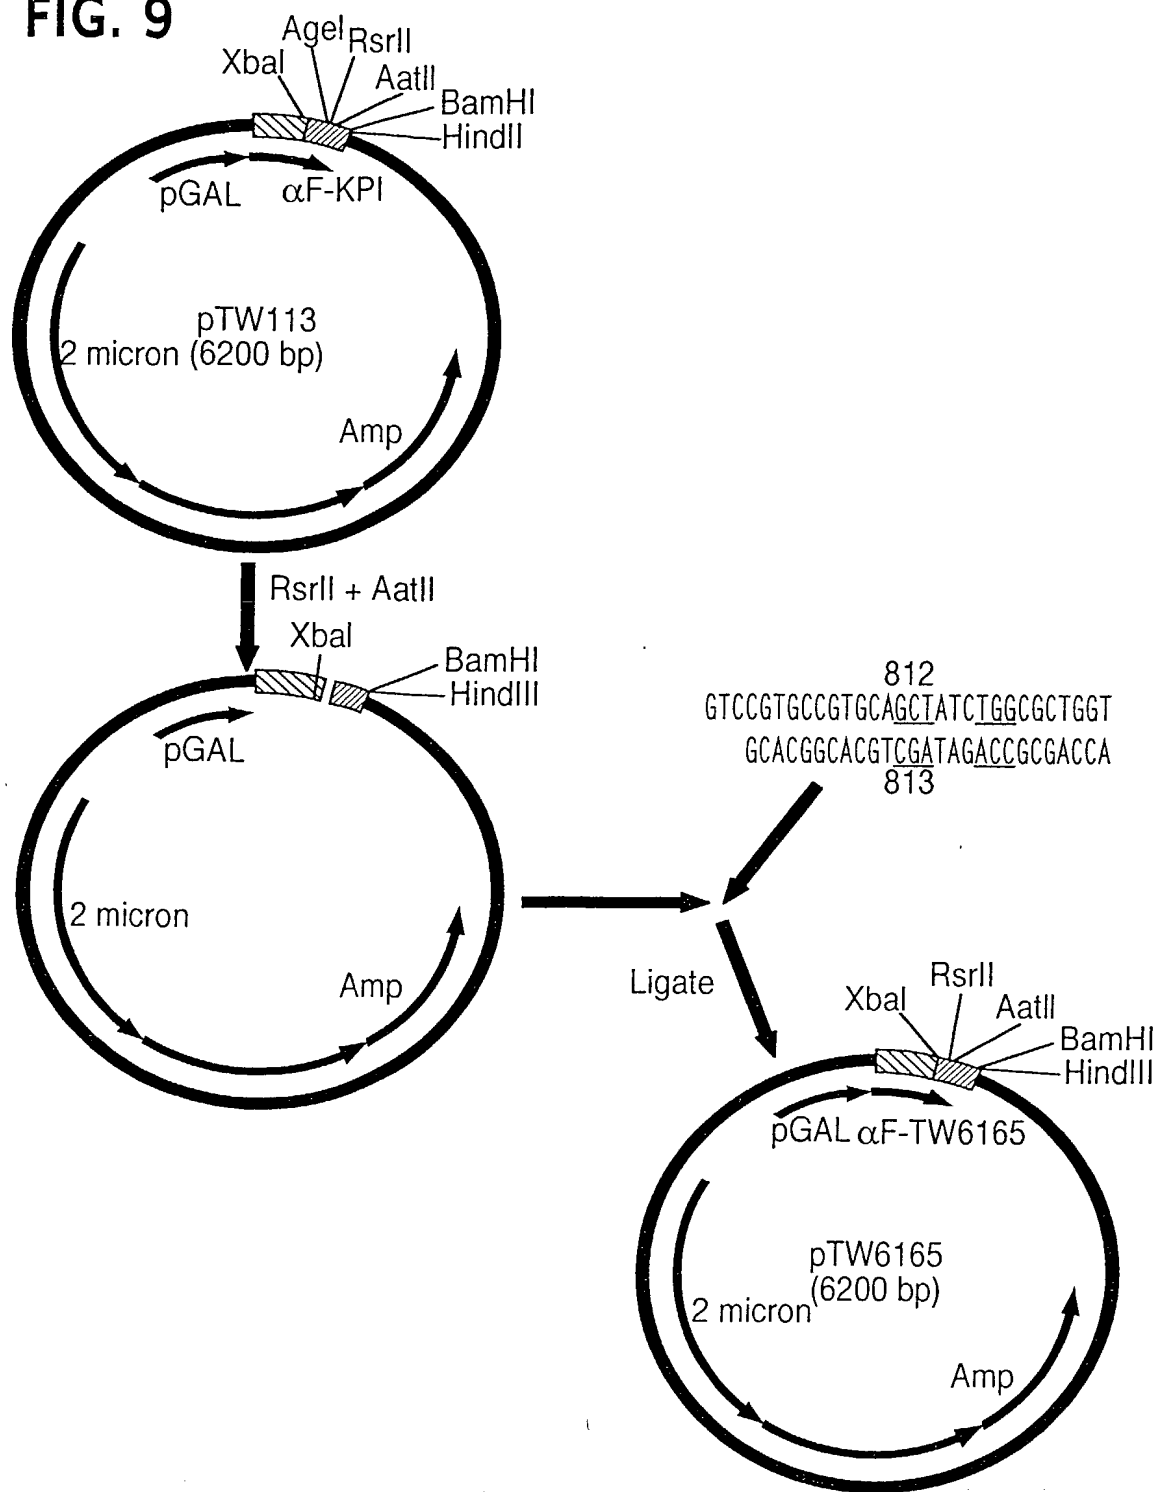 FIG. 9
AgeI
RsrII
XbaI
AatII
BamHI
HindII
pGAL
αF-KPI
pTW113
2 micron (6200 bp)
Amp
RsrII + AatII
XbaI
BamHI
HindIII
pGAL
812
GTCCGTGCCGTGCAGCTATCTGGCGCTGGT
GCACGGCACGTCGATAGACCGCGACCA
813
2 micron
Amp
Ligate
RsrII
XbaI
AatII
BamHI
HindIII
pGAL αF-TW6165
pTW6165
(6200 bp)
2 micron
Amp